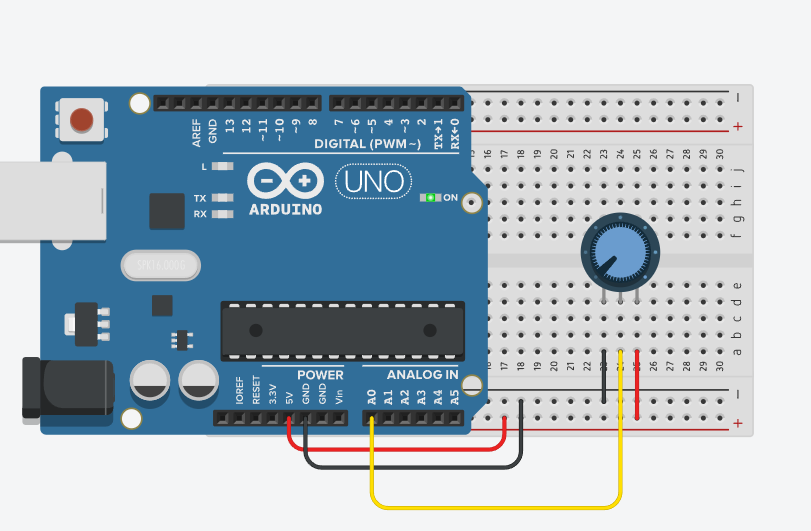 AREF GND 13 12 ~11 ~10 ~9 8 7 ~6 ~5 4 ~3 2 TX→1 RX←0
DIGITAL (PWM ~)
L
TX
RX
ARDUINO
UNO
ON
SPK16.000G
POWER
ANALOG IN
IOREF RESET 3.3V 5V GND GND Vin A0 A1 A2 A3 A4 A5
−
+
16 17 18 19 20 21 22 23 24 25 26 27 28 29 30
j
i
h
g
f
e
d
c
b
a
17 18 19 20 21 22 23 24 25 26 27 28 29 30
−
+